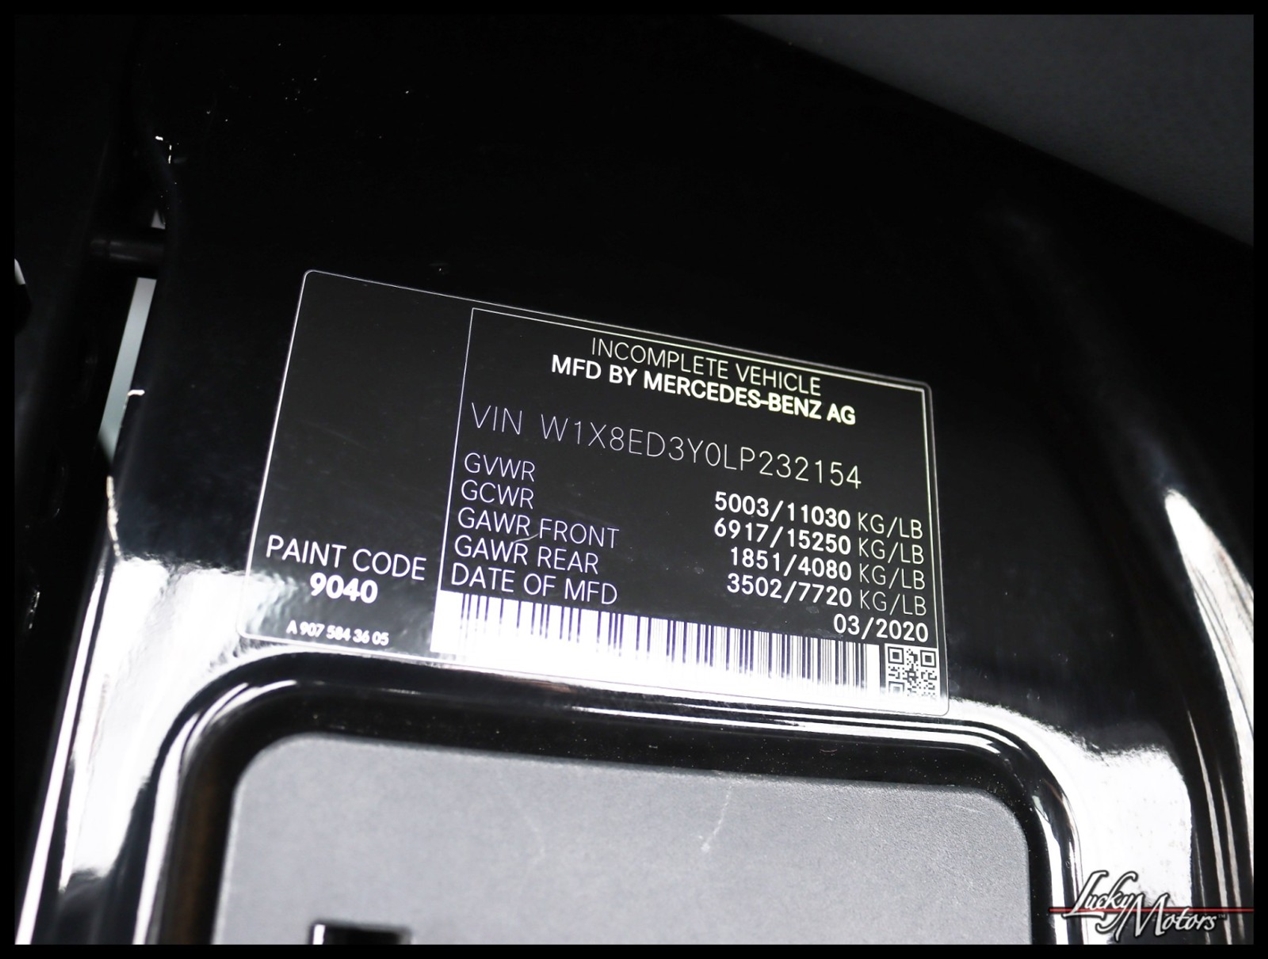 INCOMPLETE VEHICLE
MFD BY MERCEDES-BENZ AG
VIN W1X8ED3Y0LP232154
GVWR 5003/11030 KG/LB
GCWR 6917/15250 KG/LB
GAWR FRONT 1851/4080 KG/LB
GAWR REAR 3502/7720 KG/LB
DATE OF MFD 03/2020
PAINT CODE
9040
A 907 584 36 05
Lucky Motors